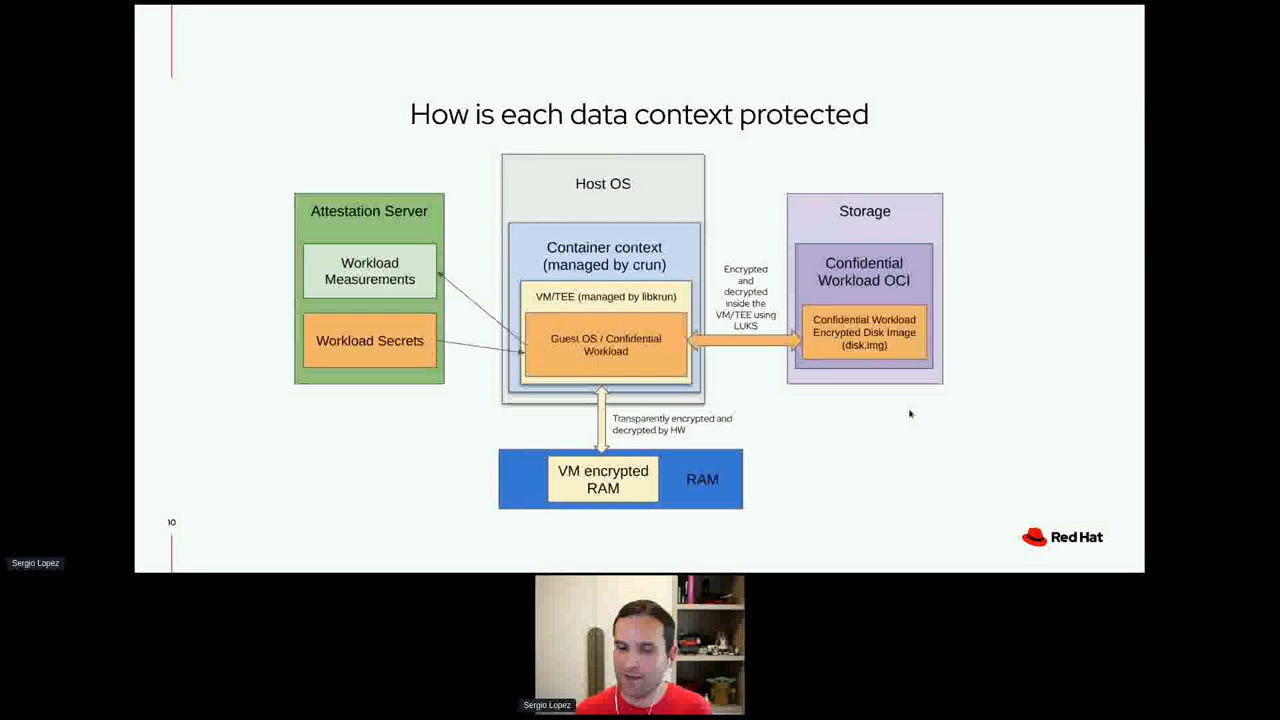 How is each data context protected
Attestation Server
Workload
Measurements
Workload Secrets
Host OS
Container context
(managed by crun)
VM/TEE (managed by libkrun)
Guest OS / Confidential
Workload
Encrypted
and
decrypted
inside the
VM/TEE using
LUKS
Storage
Confidential
Workload OCI
Confidential Workload
Encrypted Disk Image
(disk.img)
Transparently encrypted and
decrypted by HW
VM encrypted
RAM
RAM
10
Red Hat
Sergio Lopez
Sergio Lopez